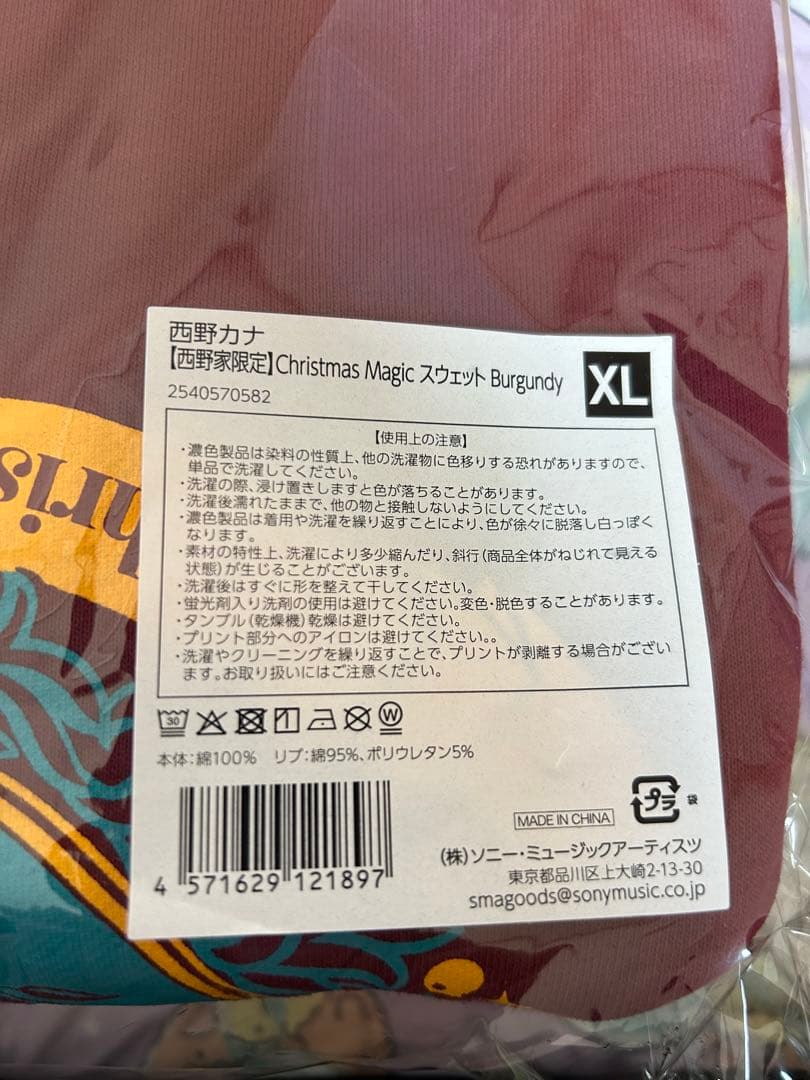 西野カナ
【西野家限定】Christmas Magic スウェット Burgundy
XL
2540570582
【使用上の注意】
・濃色製品は染料の性質上、他の洗濯物に色移りする恐れがありますので、
単品で洗濯してください。
・洗濯の際、浸け置きしますと色が落ちることがあります。
・洗濯後濡れたままで、他の物と接触しないようにしてください。
・濃色製品は着用や洗濯を繰り返すことにより、色が徐々に脱落し白っぽく
なります。
・素材の特性上、洗濯により多少縮んだり、斜行(商品全体がねじれて見える
状態)が生じることがございます。
・洗濯後はすぐに形を整えて干してください。
・蛍光剤入り洗剤の使用は避けてください。変色・脱色することがあります。
・タンブル(乾燥機)乾燥は避けてください。
・プリント部分へのアイロンは避けてください。。
・洗濯やクリーニングを繰り返すことで、プリントが剥離する場合がござい
ます。お取り扱いにはご注意ください。
30
W
本体:綿100% リブ:綿95%、ポリウレタン5%
プラ 袋
MADE IN CHINA
(株)ソニー・ミュージックアーティスツ
東京都品川区上大崎2-13-30
smagoods@sonymusic.co.jp
4 571629 121897
hris